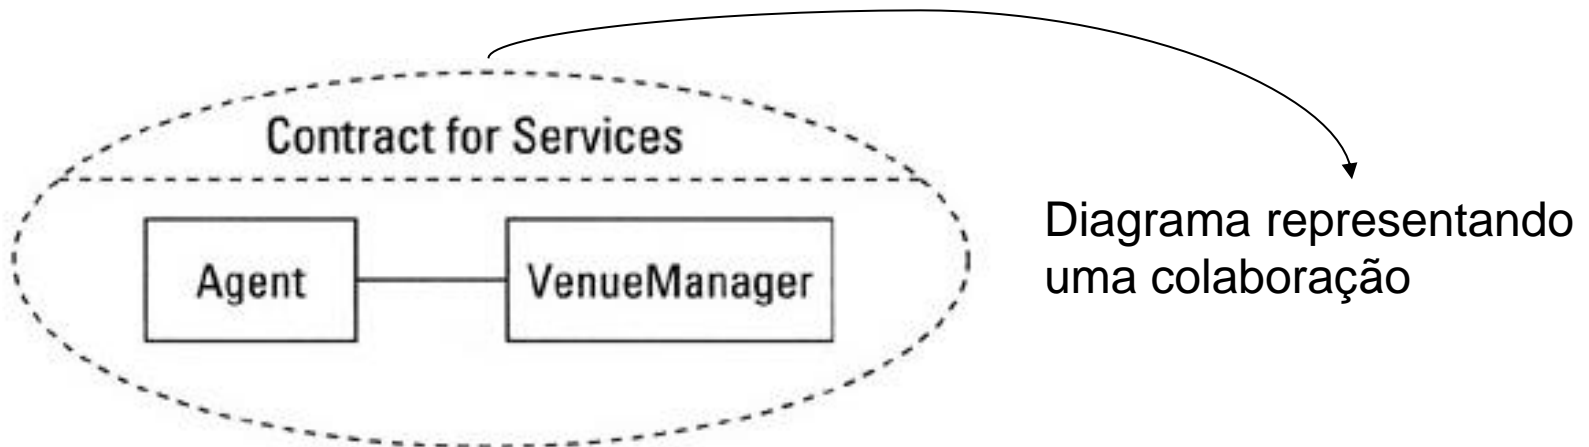 Contract for Services
Agent
VenueManager
Diagrama representando
uma colaboração